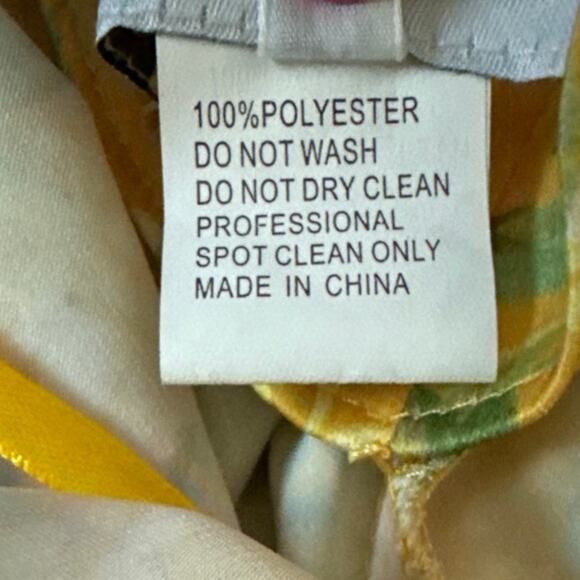 100%POLYESTER
DO NOT WASH
DO NOT DRY CLEAN
PROFESSIONAL
SPOT CLEAN ONLY
MADE IN CHINA